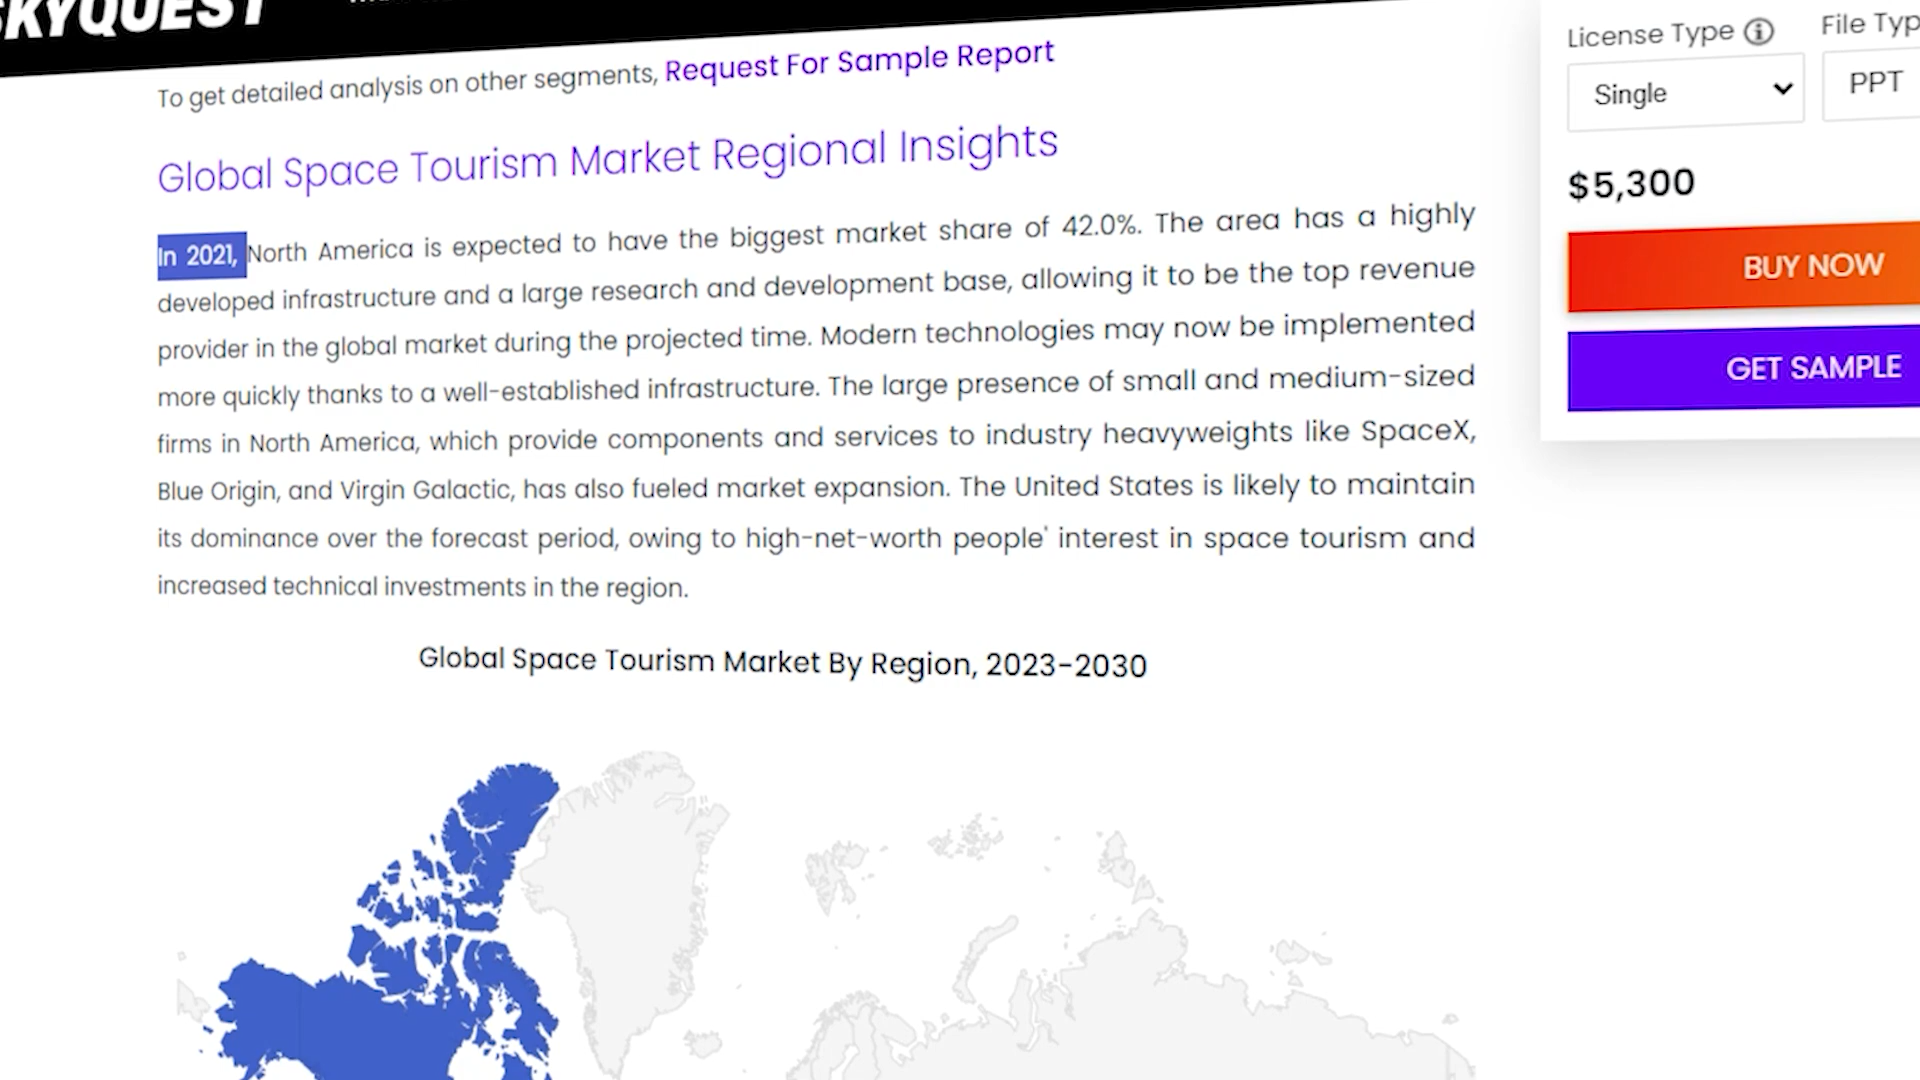 SKYQUEST
To get detailed analysis on other segments, Request For Sample Report
Global Space Tourism Market Regional Insights
In 2021, North America is expected to have the biggest market share of 42.0%. The area has a highly
developed infrastructure and a large research and development base, allowing it to be the top revenue
provider in the global market during the projected time. Modern technologies may now be implemented
more quickly thanks to a well-established infrastructure. The large presence of small and medium-sized
firms in North America, which provide components and services to industry heavyweights like SpaceX,
Blue Origin, and Virgin Galactic, has also fueled market expansion. The United States is likely to maintain
its dominance over the forecast period, owing to high-net-worth people' interest in space tourism and
increased technical investments in the region.
Global Space Tourism Market By Region, 2023-2030
License Type File Typ
Single PPT
$5,300
BUY NOW
GET SAMPLE